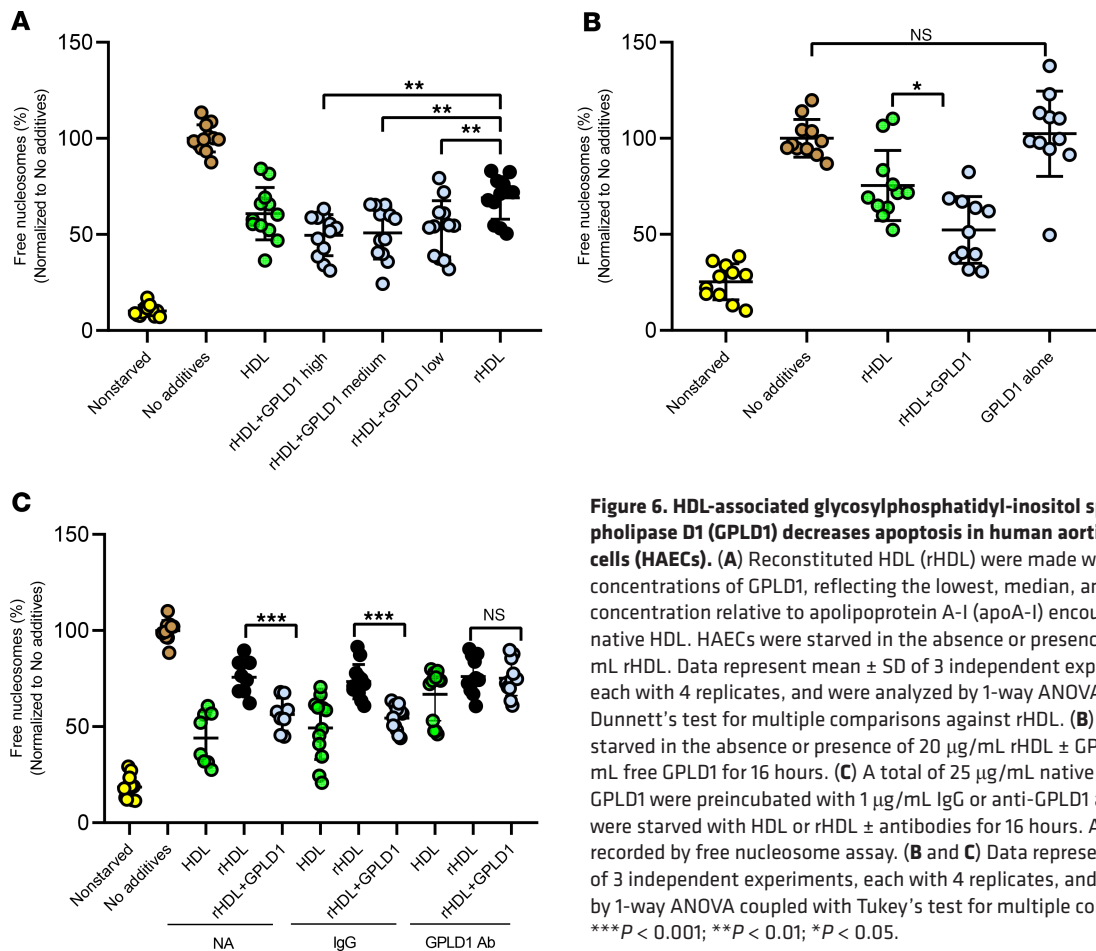 A
150
100
50
0
Free nucleosomes (%)
(Normalized to No additives)
**
**
**
Nonstarved
No additives
HDL
rHDL+GPLD1 high
rHDL+GPLD1 medium
rHDL+GPLD1 low
rHDL
B
150
100
50
0
Free nucleosomes (%)
(Normalized to No additives)
NS
*
Nonstarved
No additives
rHDL
rHDL+GPLD1
GPLD1 alone
C
150
100
50
0
Free nucleosomes (%)
(Normalized to No additives)
***
***
NS
Nonstarved
No additives
HDL
rHDL
rHDL+GPLD1
HDL
rHDL
rHDL+GPLD1
HDL
rHDL
rHDL+GPLD1
NA
IgG
GPLD1 Ab
Figure 6. HDL-associated glycosylphosphatidyl-inositol s
pholipase D1 (GPLD1) decreases apoptosis in human aorti
cells (HAECs). (A) Reconstituted HDL (rHDL) were made w
concentrations of GPLD1, reflecting the lowest, median, an
concentration relative to apolipoprotein A-I (apoA-I) encou
native HDL. HAECs were starved in the absence or presenc
mL rHDL. Data represent mean ± SD of 3 independent exp
each with 4 replicates, and were analyzed by 1-way ANOVA
Dunnett's test for multiple comparisons against rHDL. (B)
starved in the absence or presence of 20 μg/mL rHDL ± GP
mL free GPLD1 for 16 hours. (C) A total of 25 μg/mL native
GPLD1 were preincubated with 1 μg/mL IgG or anti-GPLD1 a
were starved with HDL or rHDL ± antibodies for 16 hours. A
recorded by free nucleosome assay. (B and C) Data represe
of 3 independent experiments, each with 4 replicates, and
by 1-way ANOVA coupled with Tukey's test for multiple co
***P < 0.001; **P < 0.01; *P < 0.05.